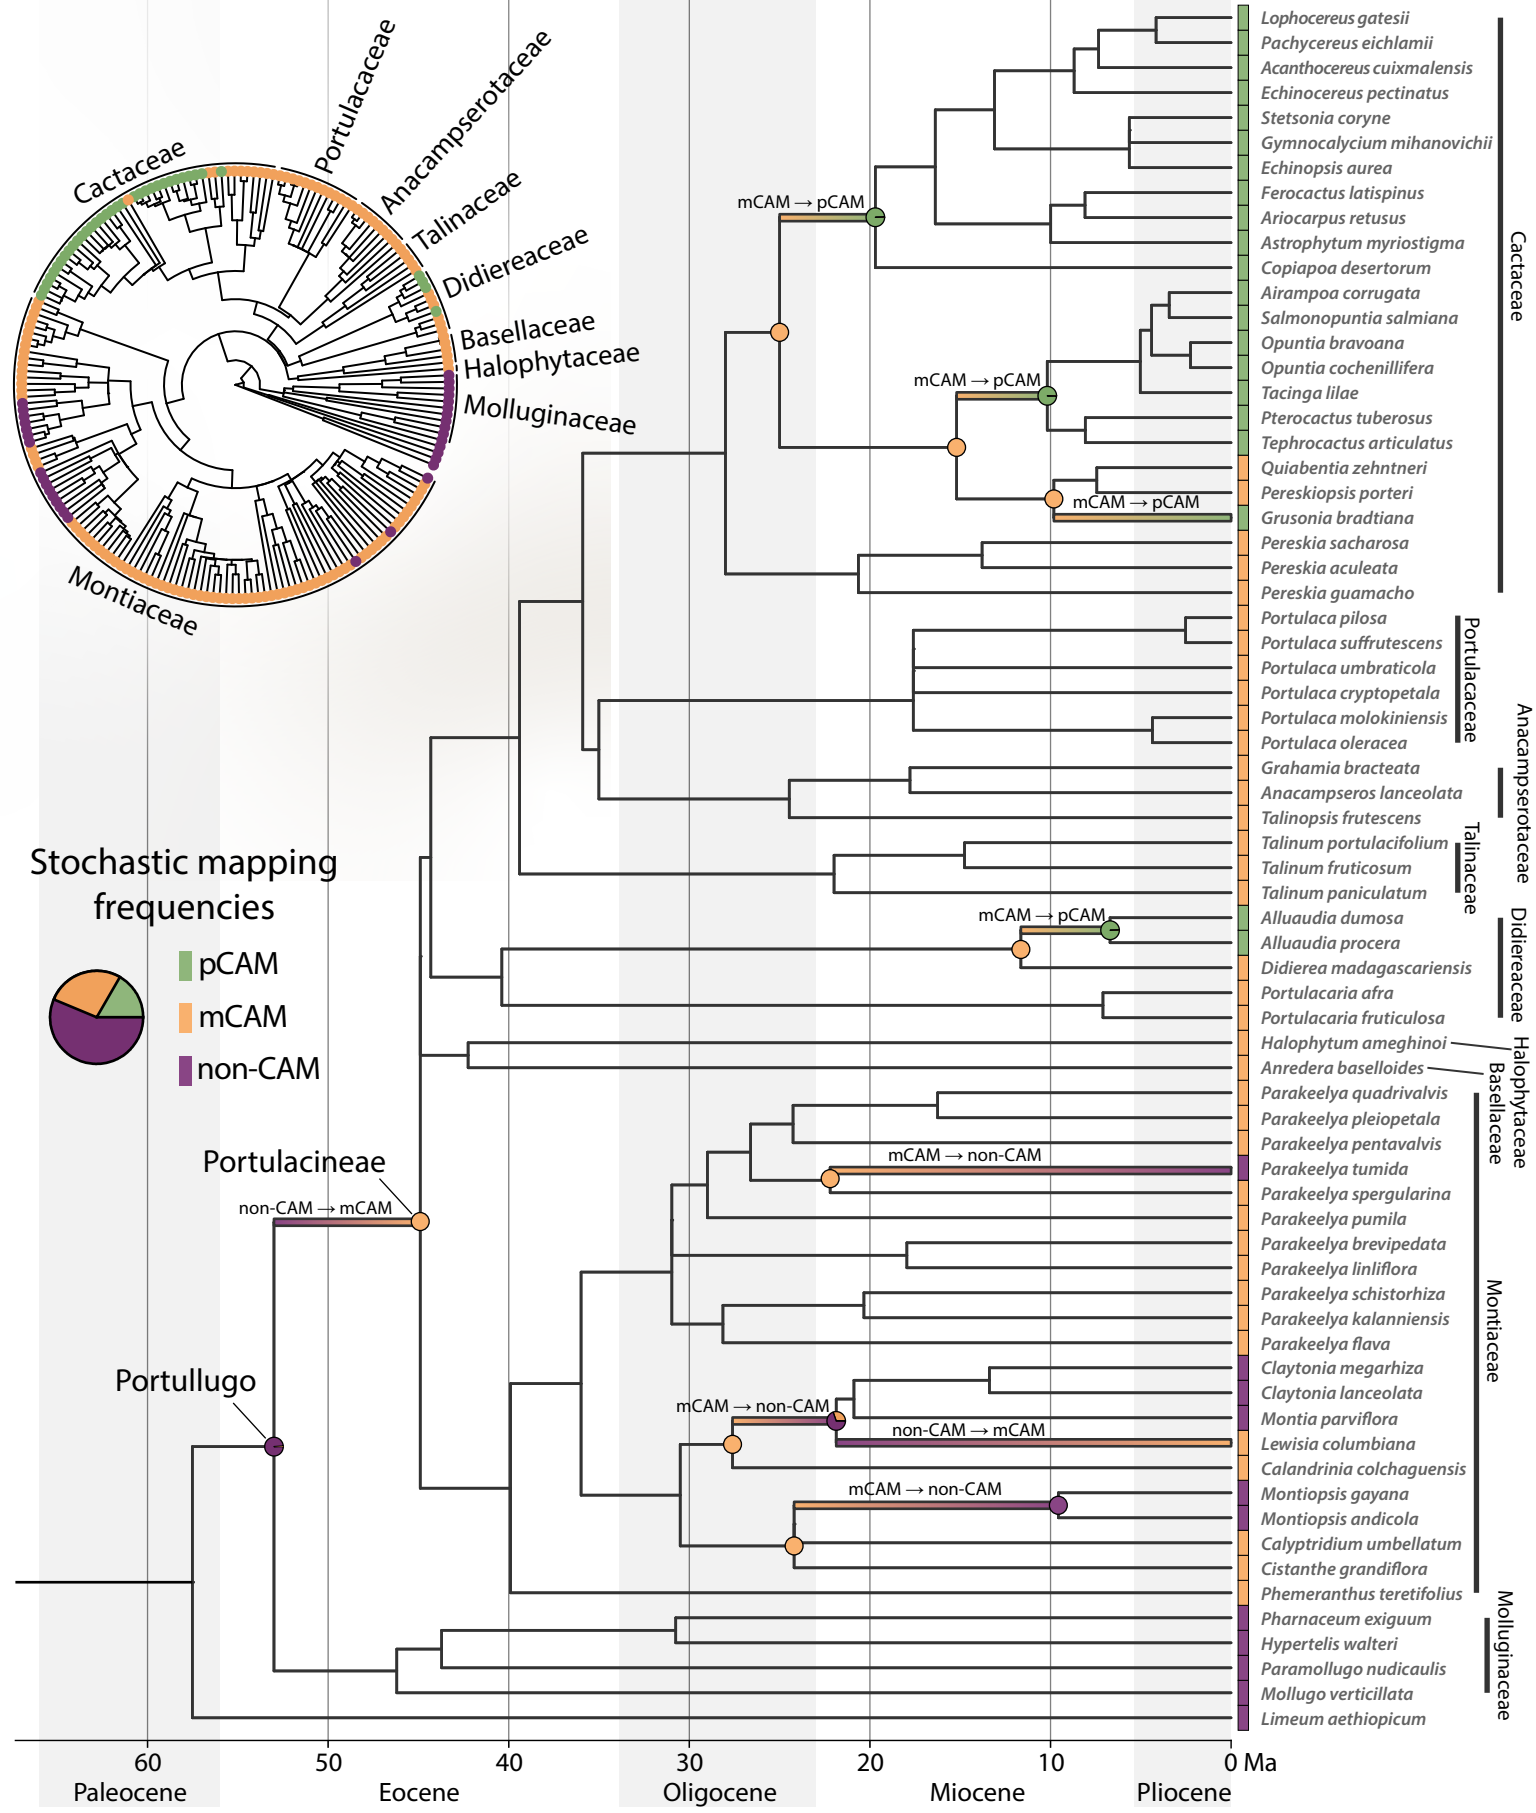 Cactaceae
Portulacaceae
Anacampserotaceae
Talinaceae
Didiereaceae
Basellaceae
Halophytaceae
Molluginaceae
Montiaceae
Stochastic mapping
frequencies
pCAM
mCAM
non-CAM
Portulacineae
Portullugo
non-CAM → mCAM
mCAM → pCAM
mCAM → pCAM
mCAM → pCAM
mCAM → pCAM
mCAM → non-CAM
mCAM → non-CAM
non-CAM → mCAM
mCAM → non-CAM
Lophocereus gatesii
Pachycereus eichlamii
Acanthocereus cuixmalensis
Echinocereus pectinatus
Stetsonia coryne
Gymnocalycium mihanovichii
Echinopsis aurea
Ferocactus latispinus
Ariocarpus retusus
Astrophytum myriostigma
Copiapoa desertorum
Airampoa corrugata
Salmonopuntia salmiana
Opuntia bravoana
Opuntia cochenillifera
Tacinga lilae
Pterocactus tuberosus
Tephrocactus articulatus
Quiabentia zehntneri
Pereskiopsis porteri
Grusonia bradtiana
Pereskia sacharosa
Pereskia aculeata
Pereskia guamacho
Portulaca pilosa
Portulaca suffrutescens
Portulaca umbraticola
Portulaca cryptopetala
Portulaca molokiniensis
Portulaca oleracea
Grahamia bracteata
Anacampseros lanceolata
Talinopsis frutescens
Talinum portulacifolium
Talinum fruticosum
Talinum paniculatum
Alluaudia dumosa
Alluaudia procera
Didierea madagascariensis
Portulacaria afra
Portulacaria fruticulosa
Halophytum ameghinoi
Anredera baselloides
Parakeelya quadrivalvis
Parakeelya pleiopetala
Parakeelya pentavalvis
Parakeelya tumida
Parakeelya spergularina
Parakeelya pumila
Parakeelya brevipedata
Parakeelya linliflora
Parakeelya schistorhiza
Parakeelya kalanniensis
Parakeelya flava
Claytonia megarhiza
Claytonia lanceolata
Montia parviflora
Lewisia columbiana
Calandrinia colchaguensis
Montiopsis gayana
Montiopsis andicola
Calyptridium umbellatum
Cistanthe grandiflora
Phemeranthus teretifolius
Pharnaceum exiguum
Hypertelis walteri
Paramollugo nudicaulis
Mollugo verticillata
Limeum aethiopicum
Cactaceae
Portulacaceae
Anacampserotaceae
Talinaceae
Didiereaceae
Halophytaceae
Basellaceae
Montiaceae
Molluginaceae
60 50 40 30 20 10 0 Ma
Paleocene Eocene Oligocene Miocene Pliocene